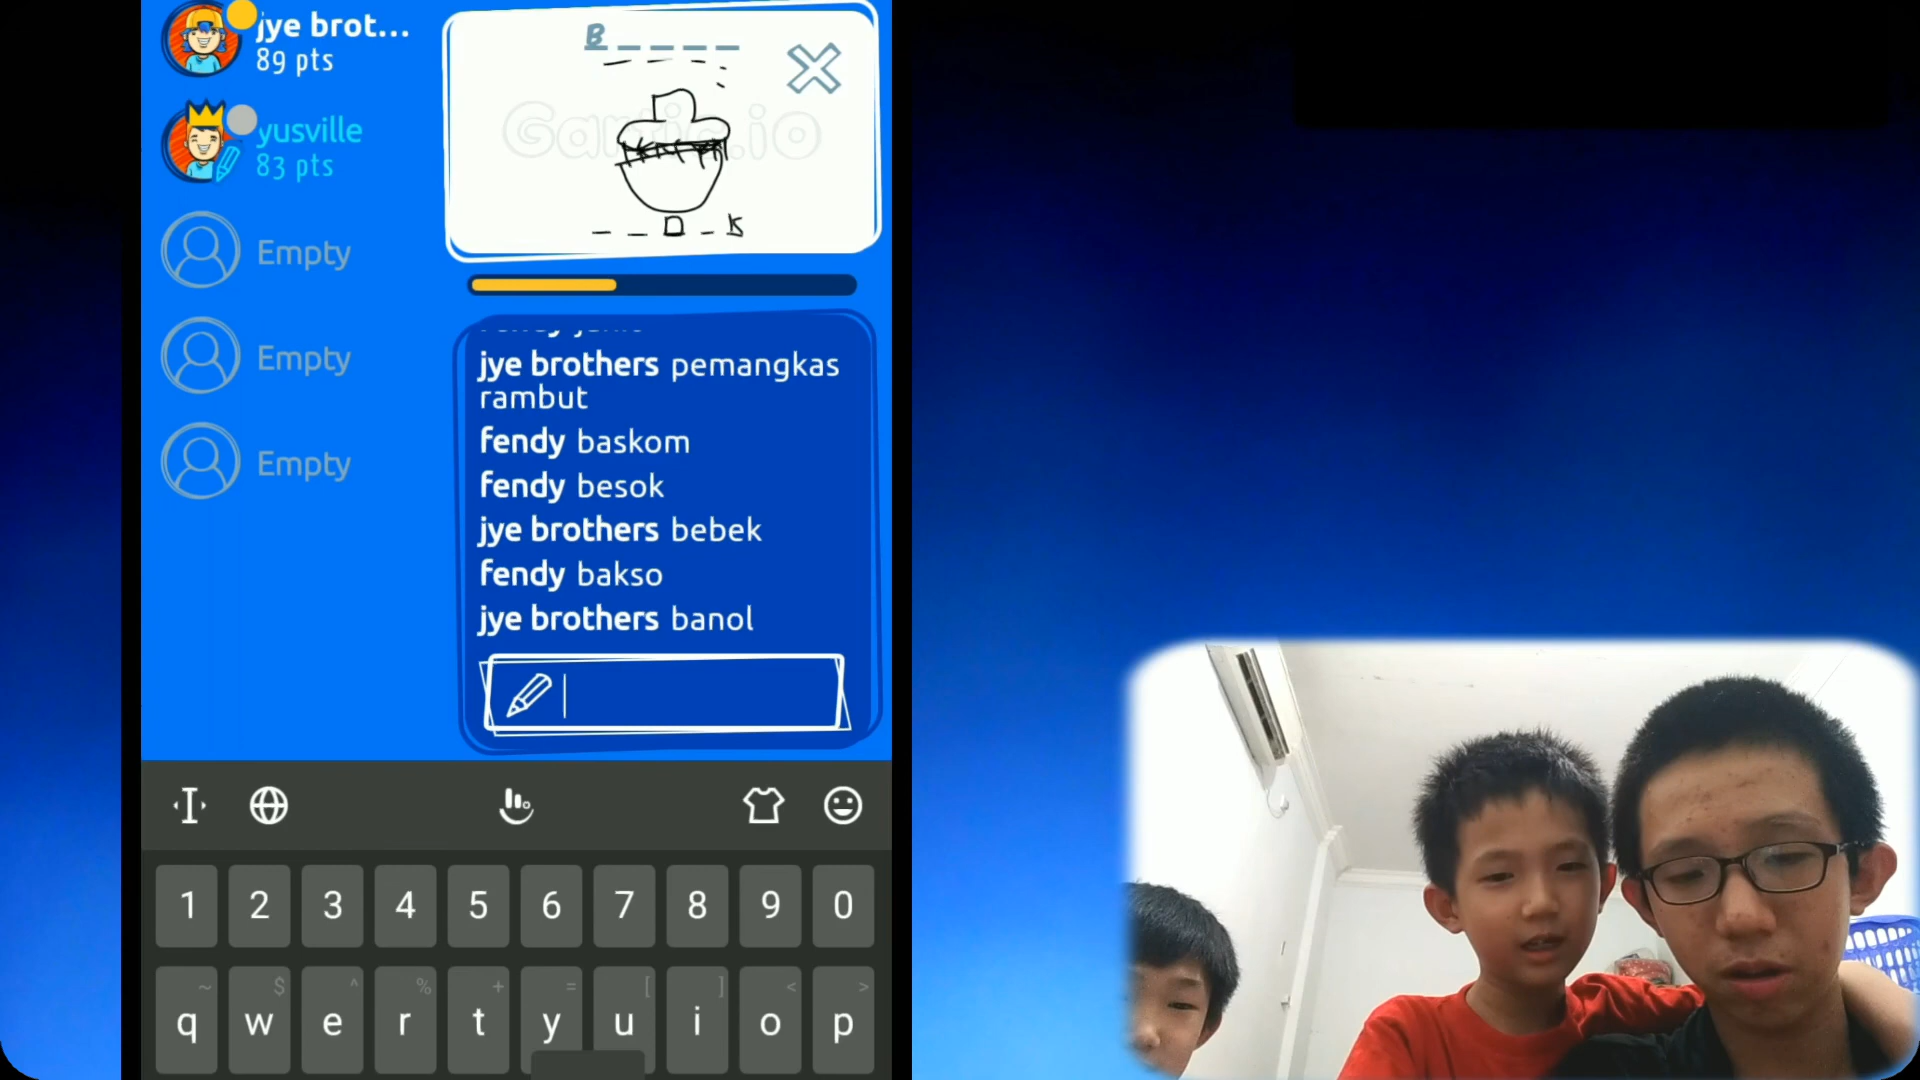 jye brot...
89 pts
yusville
83 pts
Empty
Empty
Empty
B _ _ _ _ _
Gartic.io
jye brothers pemangkas
rambut
fendy baskom
fendy besok
jye brothers bebek
fendy bakso
jye brothers banol
1 2 3 4 5 6 7 8 9 0
~ $ ^ % + = [ ] < >
q w e r t y u i o p